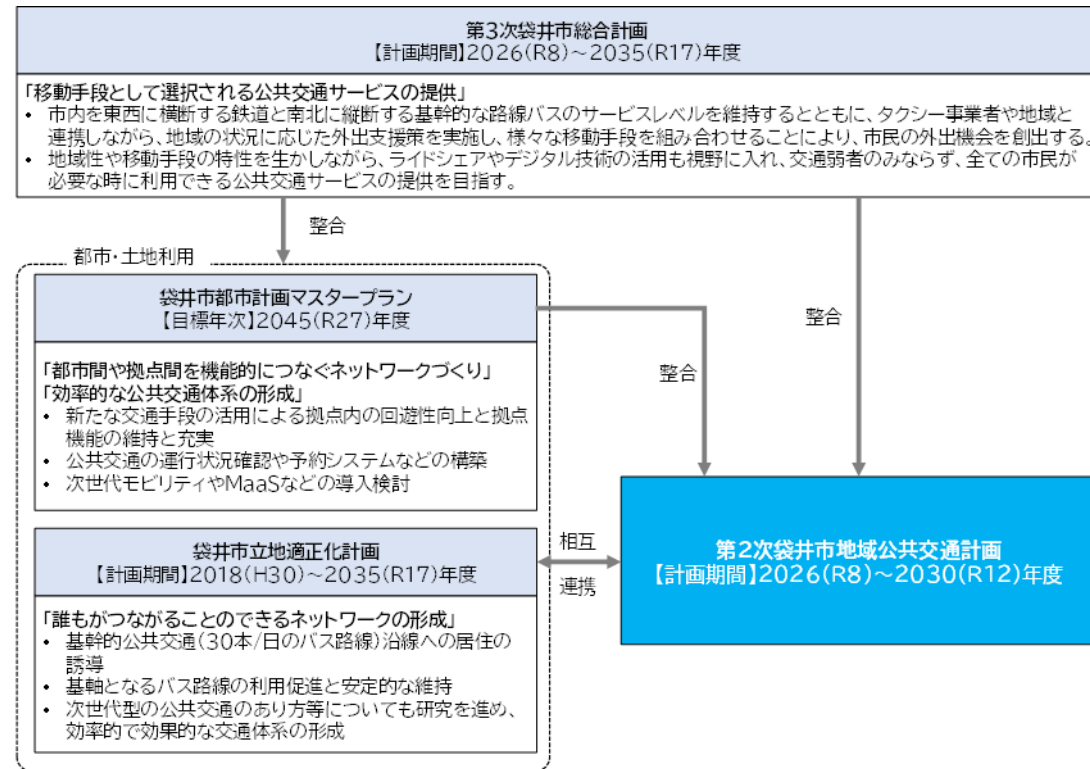 第3次袋井市総合計画
【計画期間】2026(R8)～2035(R17)年度
「移動手段として選択される公共交通サービスの提供」
• 市内を東西に横断する鉄道と南北に縦断する基幹的な路線バスのサービスレベルを維持するとともに、タクシー事業者や地域と
連携しながら、地域の状況に応じた外出支援策を実施し、様々な移動手段を組み合わせることにより、市民の外出機会を創出する。
• 地域性や移動手段の特性を生かしながら、ライドシェアやデジタル技術の活用も視野に入れ、交通弱者のみならず、全ての市民が
必要な時に利用できる公共交通サービスの提供を目指す。
整合
都市・土地利用
袋井市都市計画マスタープラン
【目標年次】2045(R27)年度
「都市間や拠点間を機能的につなぐネットワークづくり」
「効率的な公共交通体系の形成」
• 新たな交通手段の活用による拠点内の回遊性向上と拠点
機能の維持と充実
• 公共交通の運行状況確認や予約システムなどの構築
• 次世代モビリティやMaaSなどの導入検討
整合
整合
袋井市立地適正化計画
【計画期間】2018(H30)～2035(R17)年度
「誰もがつながることのできるネットワークの形成」
• 基幹的公共交通(30本/日のバス路線)沿線への居住の
誘導
• 基軸となるバス路線の利用促進と安定的な維持
• 次世代型の公共交通のあり方等についても研究を進め、
効率的で効果的な交通体系の形成
相互
連携
第2次袋井市地域公共交通計画
【計画期間】2026(R8)～2030(R12)年度